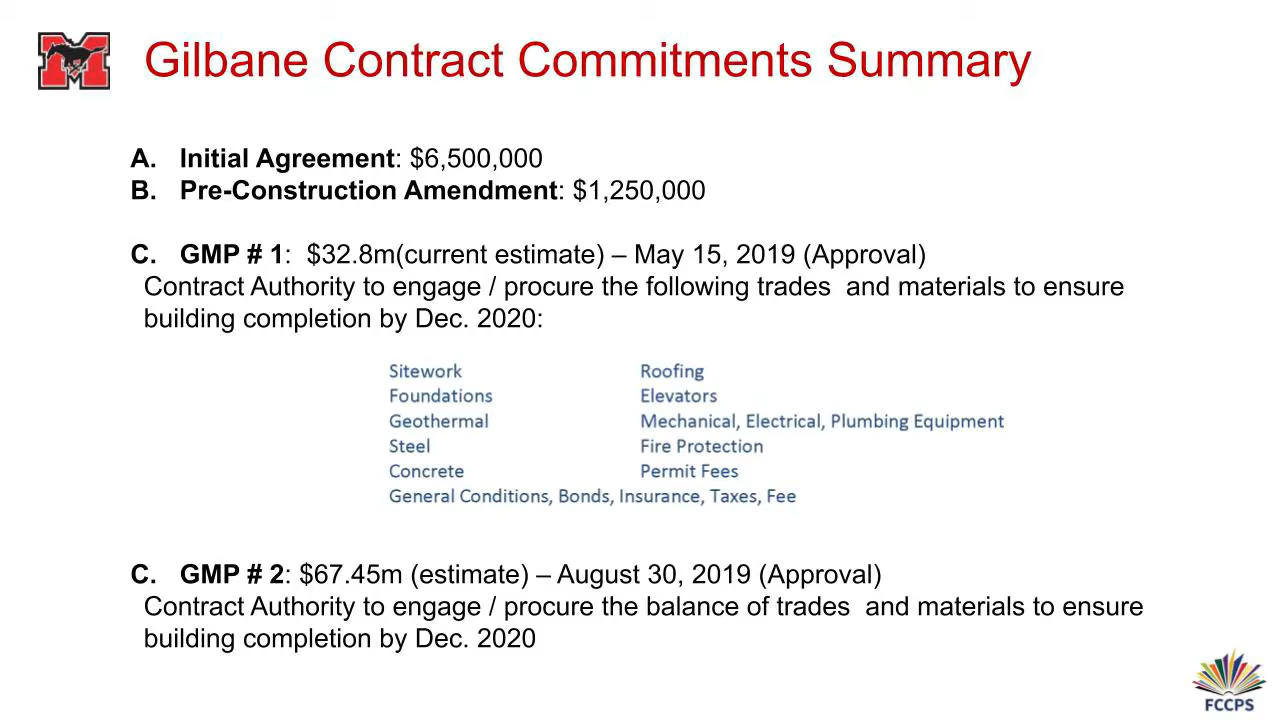 M
Gilbane Contract Commitments Summary
A. Initial Agreement: $6,500,000
B. Pre-Construction Amendment: $1,250,000
C. GMP # 1: $32.8m(current estimate) – May 15, 2019 (Approval)
Contract Authority to engage / procure the following trades and materials to ensure
building completion by Dec. 2020:
Sitework Roofing
Foundations Elevators
Geothermal Mechanical, Electrical, Plumbing Equipment
Steel Fire Protection
Concrete Permit Fees
General Conditions, Bonds, Insurance, Taxes, Fee
C. GMP # 2: $67.45m (estimate) – August 30, 2019 (Approval)
Contract Authority to engage / procure the balance of trades and materials to ensure
building completion by Dec. 2020
FCCPS